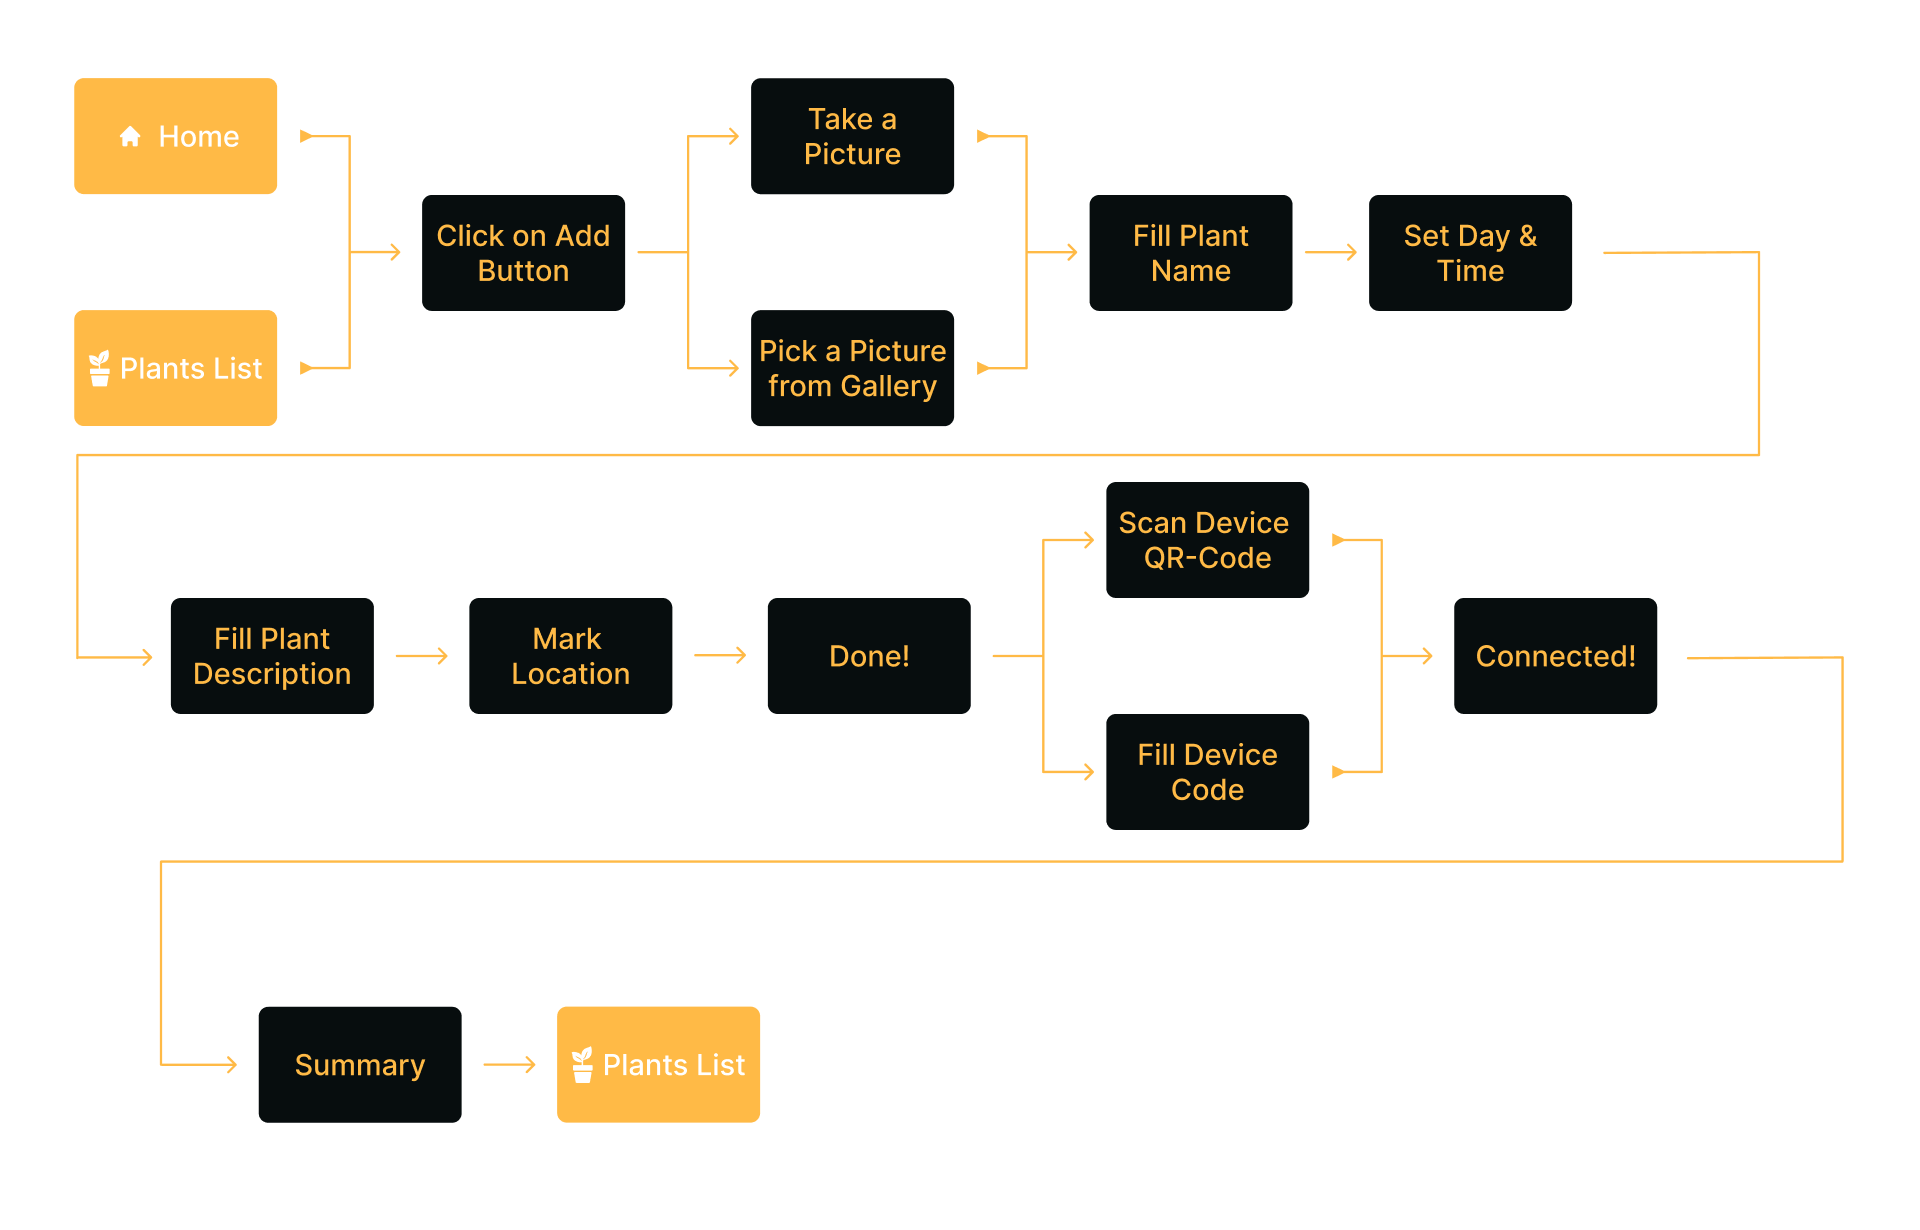 Home
Plants List
Click on Add
Button
Take a
Picture
Pick a Picture
from Gallery
Fill Plant
Name
Set Day &
Time
Fill Plant
Description
Mark
Location
Done!
Scan Device
QR-Code
Fill Device
Code
Connected!
Summary
Plants List